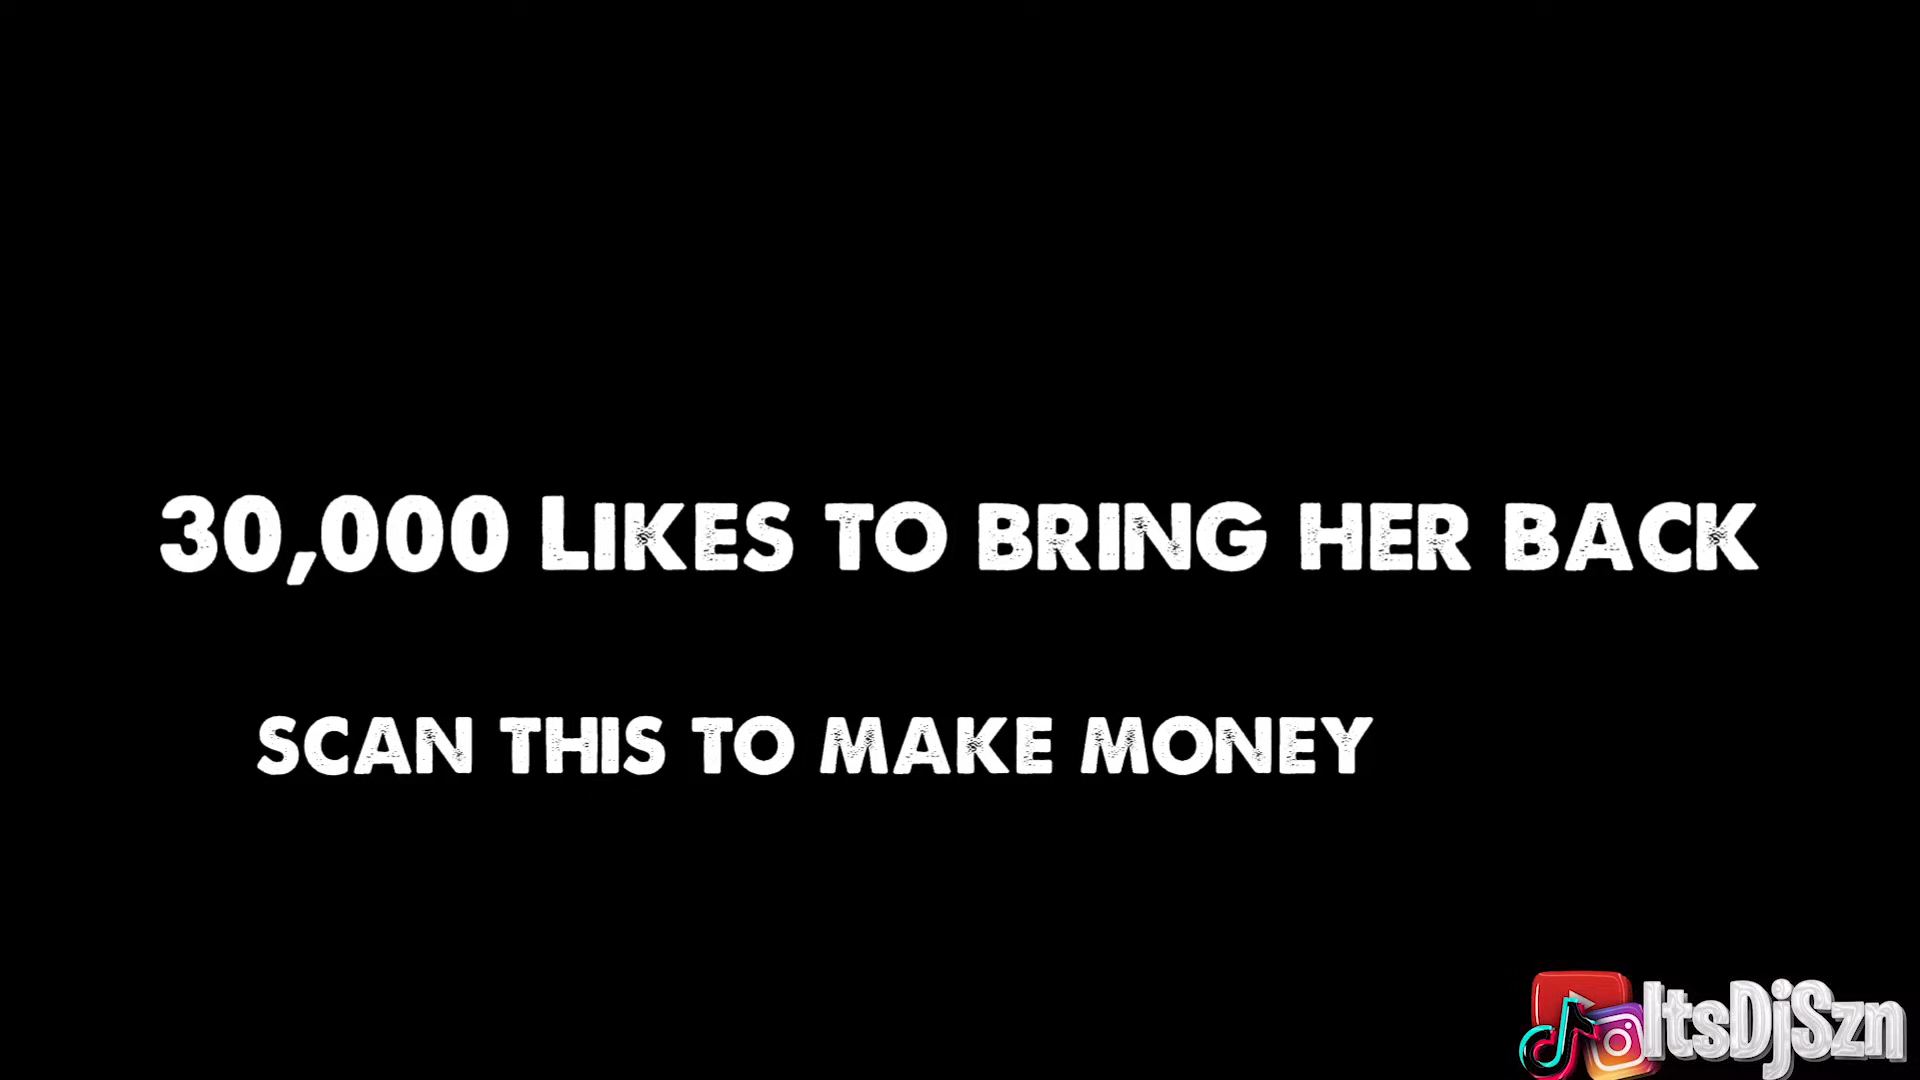 30,000 Likes to bring her back
scan this to make money
ItsDjSzn